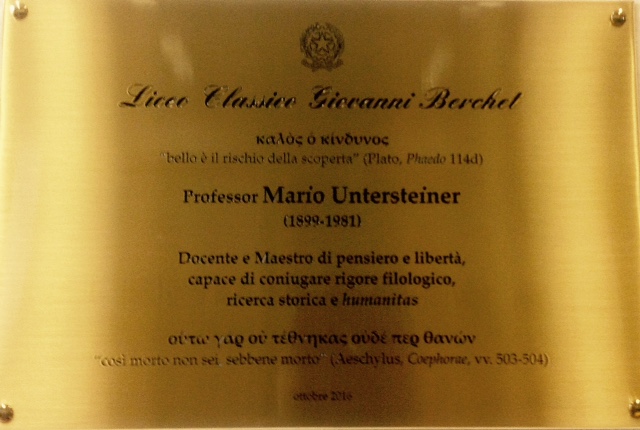 Liceo Classico Giovanni Berchet
καλὸς ὁ κίνδυνος
“bello è il rischio della scoperta” (Plato, Phaedo 114d)
Professor Mario Untersteiner
(1899-1981)
Docente e Maestro di pensiero e libertà,
capace di coniugare rigore filologico,
ricerca storica e humanitas
οὕτω γαρ οὐ τέθνηκας οὐδέ περ θανών
“così morto non sei sebbene morto” (Aeschylus, Coephorae, vv. 503-504)
ottobre 2016